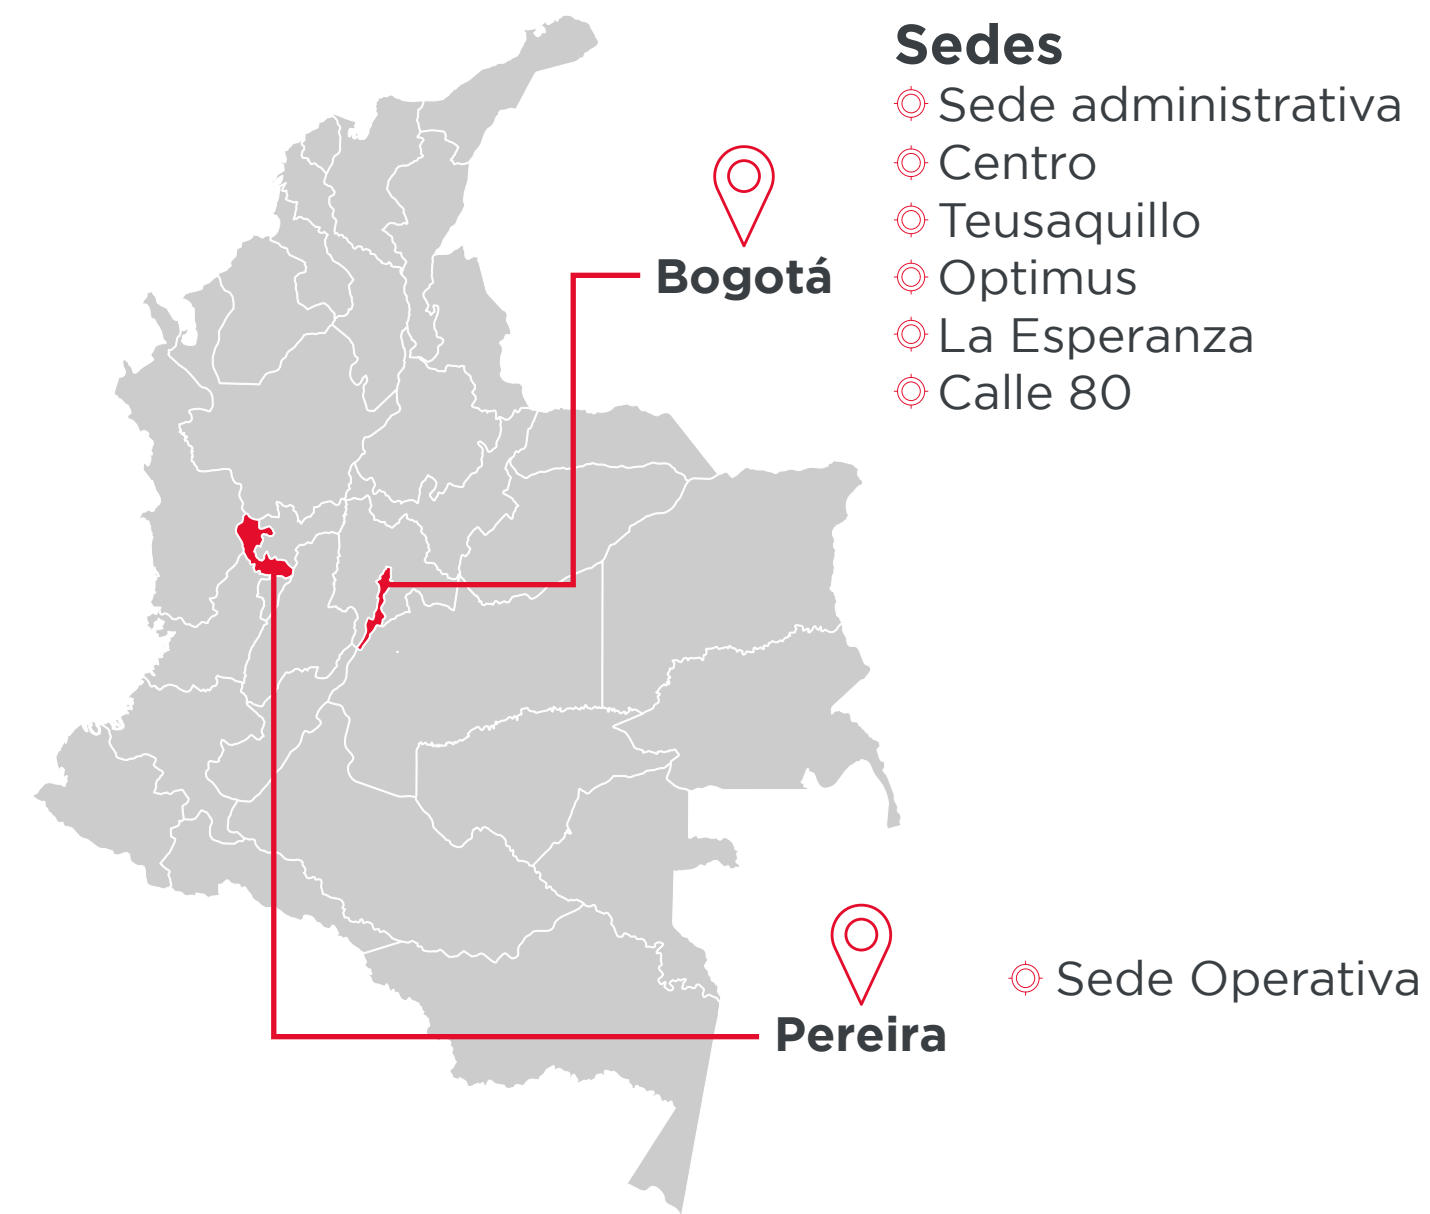 Sedes
Sede administrativa
Centro
Teusaquillo
Optimus
La Esperanza
Calle 80
Bogotá
Sede Operativa
Pereira